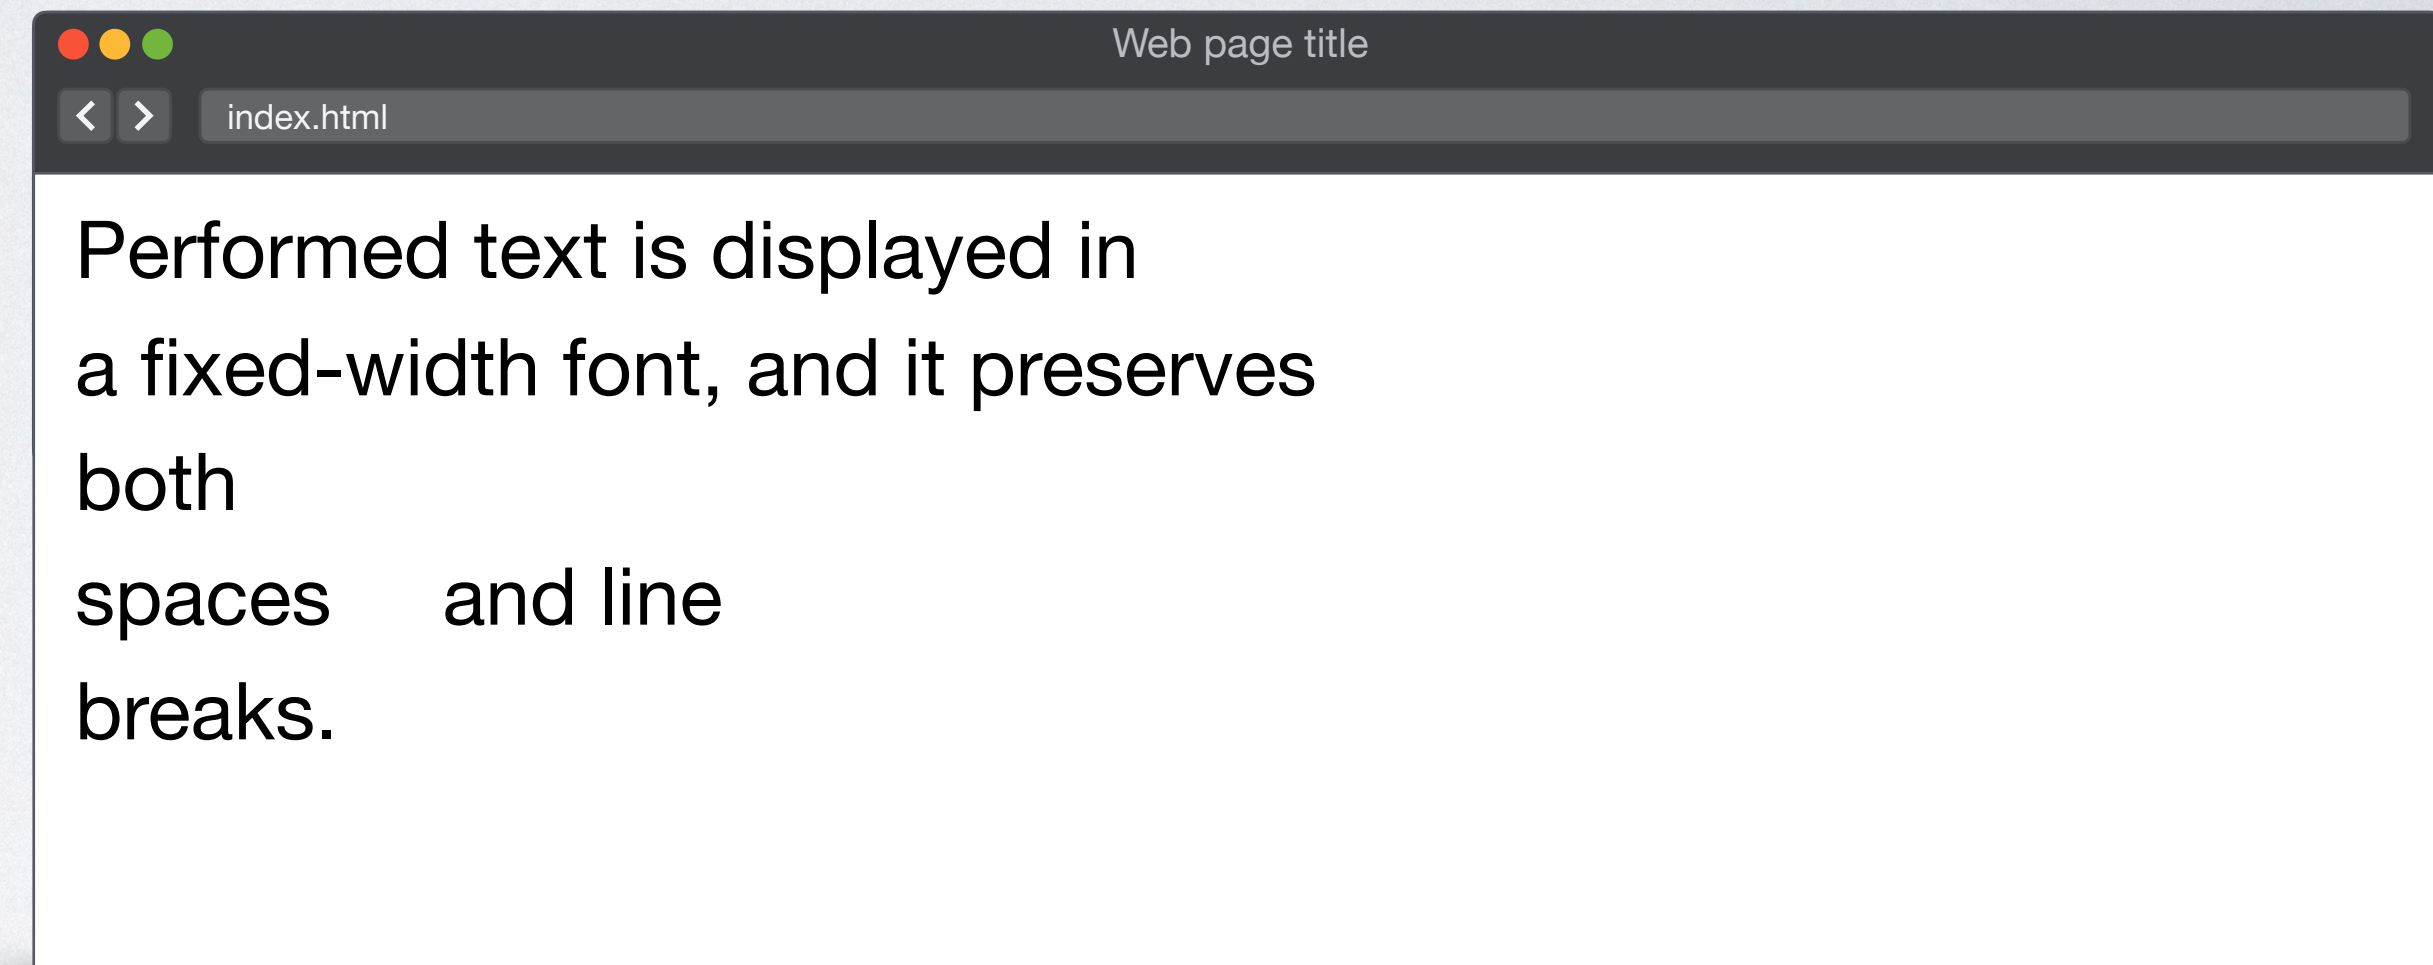 Web page title
index.html
Performed text is displayed in
a fixed-width font, and it preserves
both
spaces     and line
breaks.